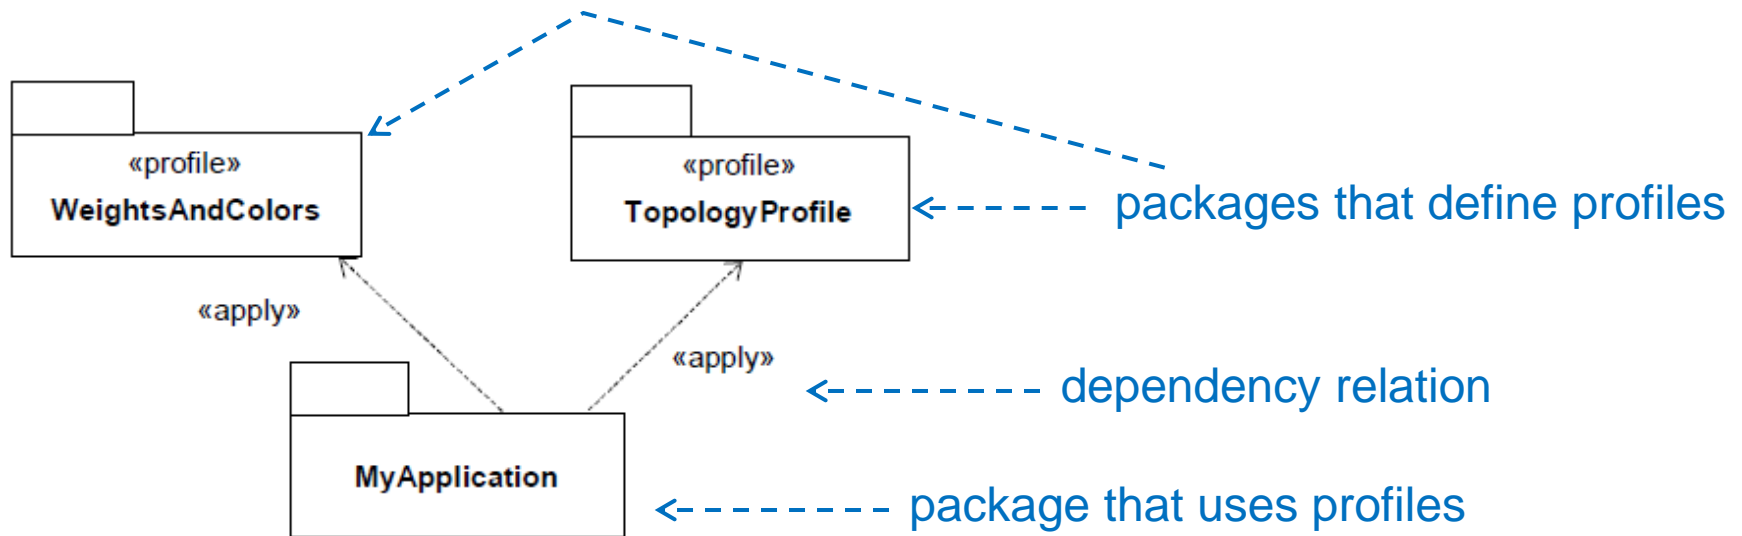 «profile»
WeightsAndColors
«profile»
TopologyProfile
packages that define profiles
«apply»
«apply»
dependency relation
MyApplication
package that uses profiles